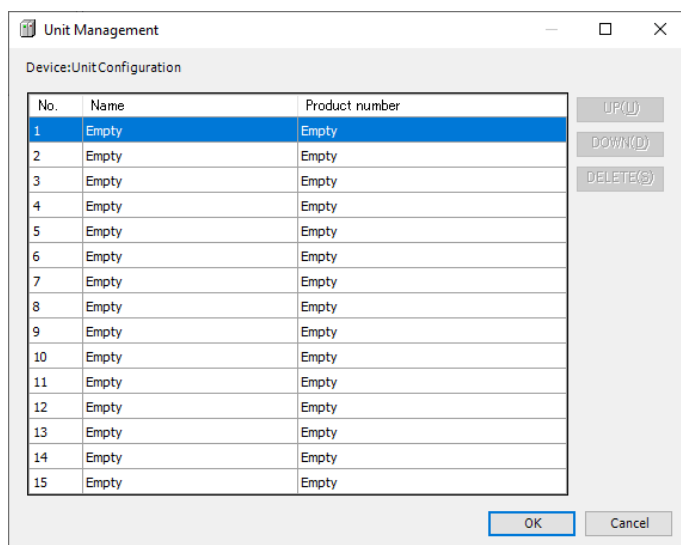 Unit Management
Device:UnitConfiguration
No. Name Product number
1 Empty Empty
2 Empty Empty
3 Empty Empty
4 Empty Empty
5 Empty Empty
6 Empty Empty
7 Empty Empty
8 Empty Empty
9 Empty Empty
10 Empty Empty
11 Empty Empty
12 Empty Empty
13 Empty Empty
14 Empty Empty
15 Empty Empty
UP(U)
DOWN(D)
DELETE(S)
OK Cancel